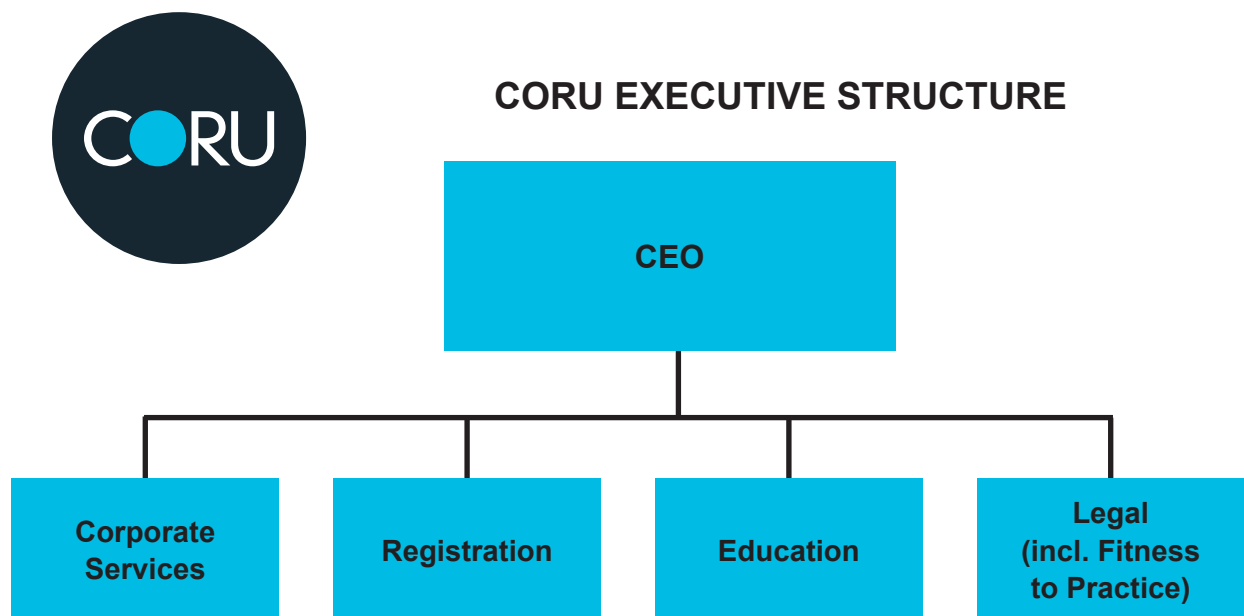 CORU
CORU EXECUTIVE STRUCTURE
CEO
Corporate
Services
Registration
Education
Legal
(incl. Fitness
to Practice)